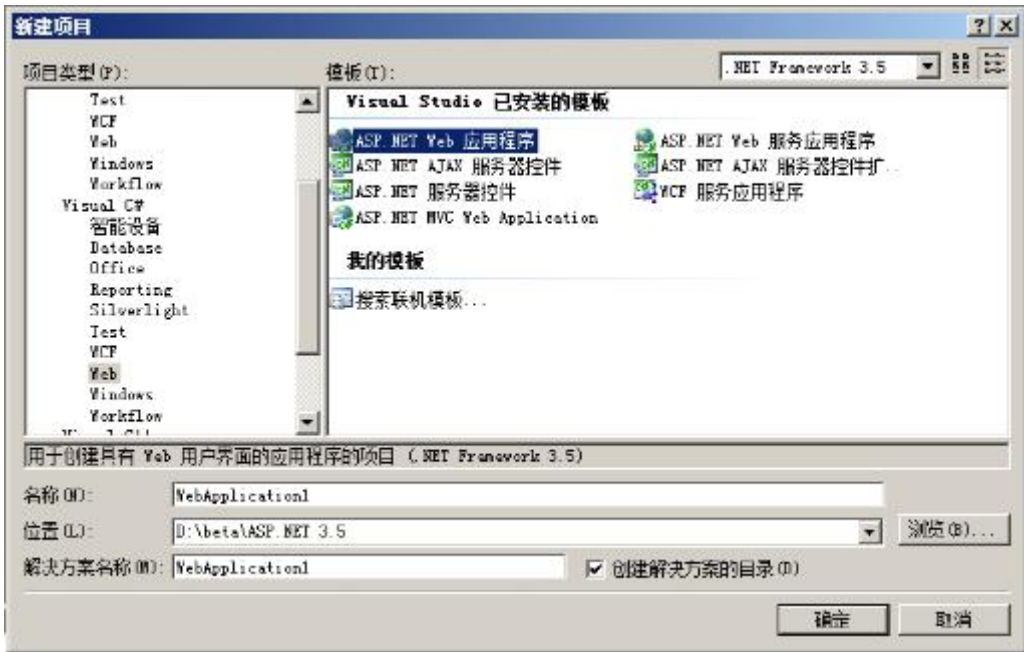 新建项目
项目类型(P):
模板(T):
.NET Framework 3.5
Test
WCF
Web
Windows
Workflow
Visual C#
智能设备
Database
Office
Reporting
Silverlight
Test
WCF
Web
Windows
Workflow
Visual Studio 已安装的模板
ASP.NET Web 应用程序
ASP.NET Web 服务应用程序
ASP.NET AJAX 服务器控件
ASP.NET AJAX 服务器控件扩...
ASP.NET 服务器控件
WCF 服务应用程序
ASP.NET MVC Web Application
我的模板
搜索联机模板...
用于创建具有 Web 用户界面的应用程序的项目 (.NET Framework 3.5)
名称(N):
WebApplication1
位置(L):
D:\beta\ASP.NET 3.5
浏览(B)...
解决方案名称(M):
WebApplication1
创建解决方案的目录(D)
确定
取消